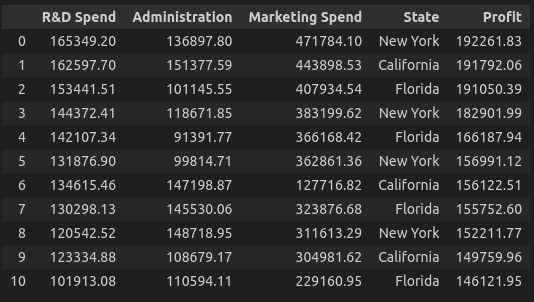 R&D Spend Administration Marketing Spend State Profit
0 165349.20 136897.80 471784.10 New York 192261.83
1 162597.70 151377.59 443898.53 California 191792.06
2 153441.51 101145.55 407934.54 Florida 191050.39
3 144372.41 118671.85 383199.62 New York 182901.99
4 142107.34 91391.77 366168.42 Florida 166187.94
5 131876.90 99814.71 362861.36 New York 156991.12
6 134615.46 147198.87 127716.82 California 156122.51
7 130298.13 145530.06 323876.68 Florida 155752.60
8 120542.52 148718.95 311613.29 New York 152211.77
9 123334.88 108679.17 304981.62 California 149759.96
10 101913.08 110594.11 229160.95 Florida 146121.95